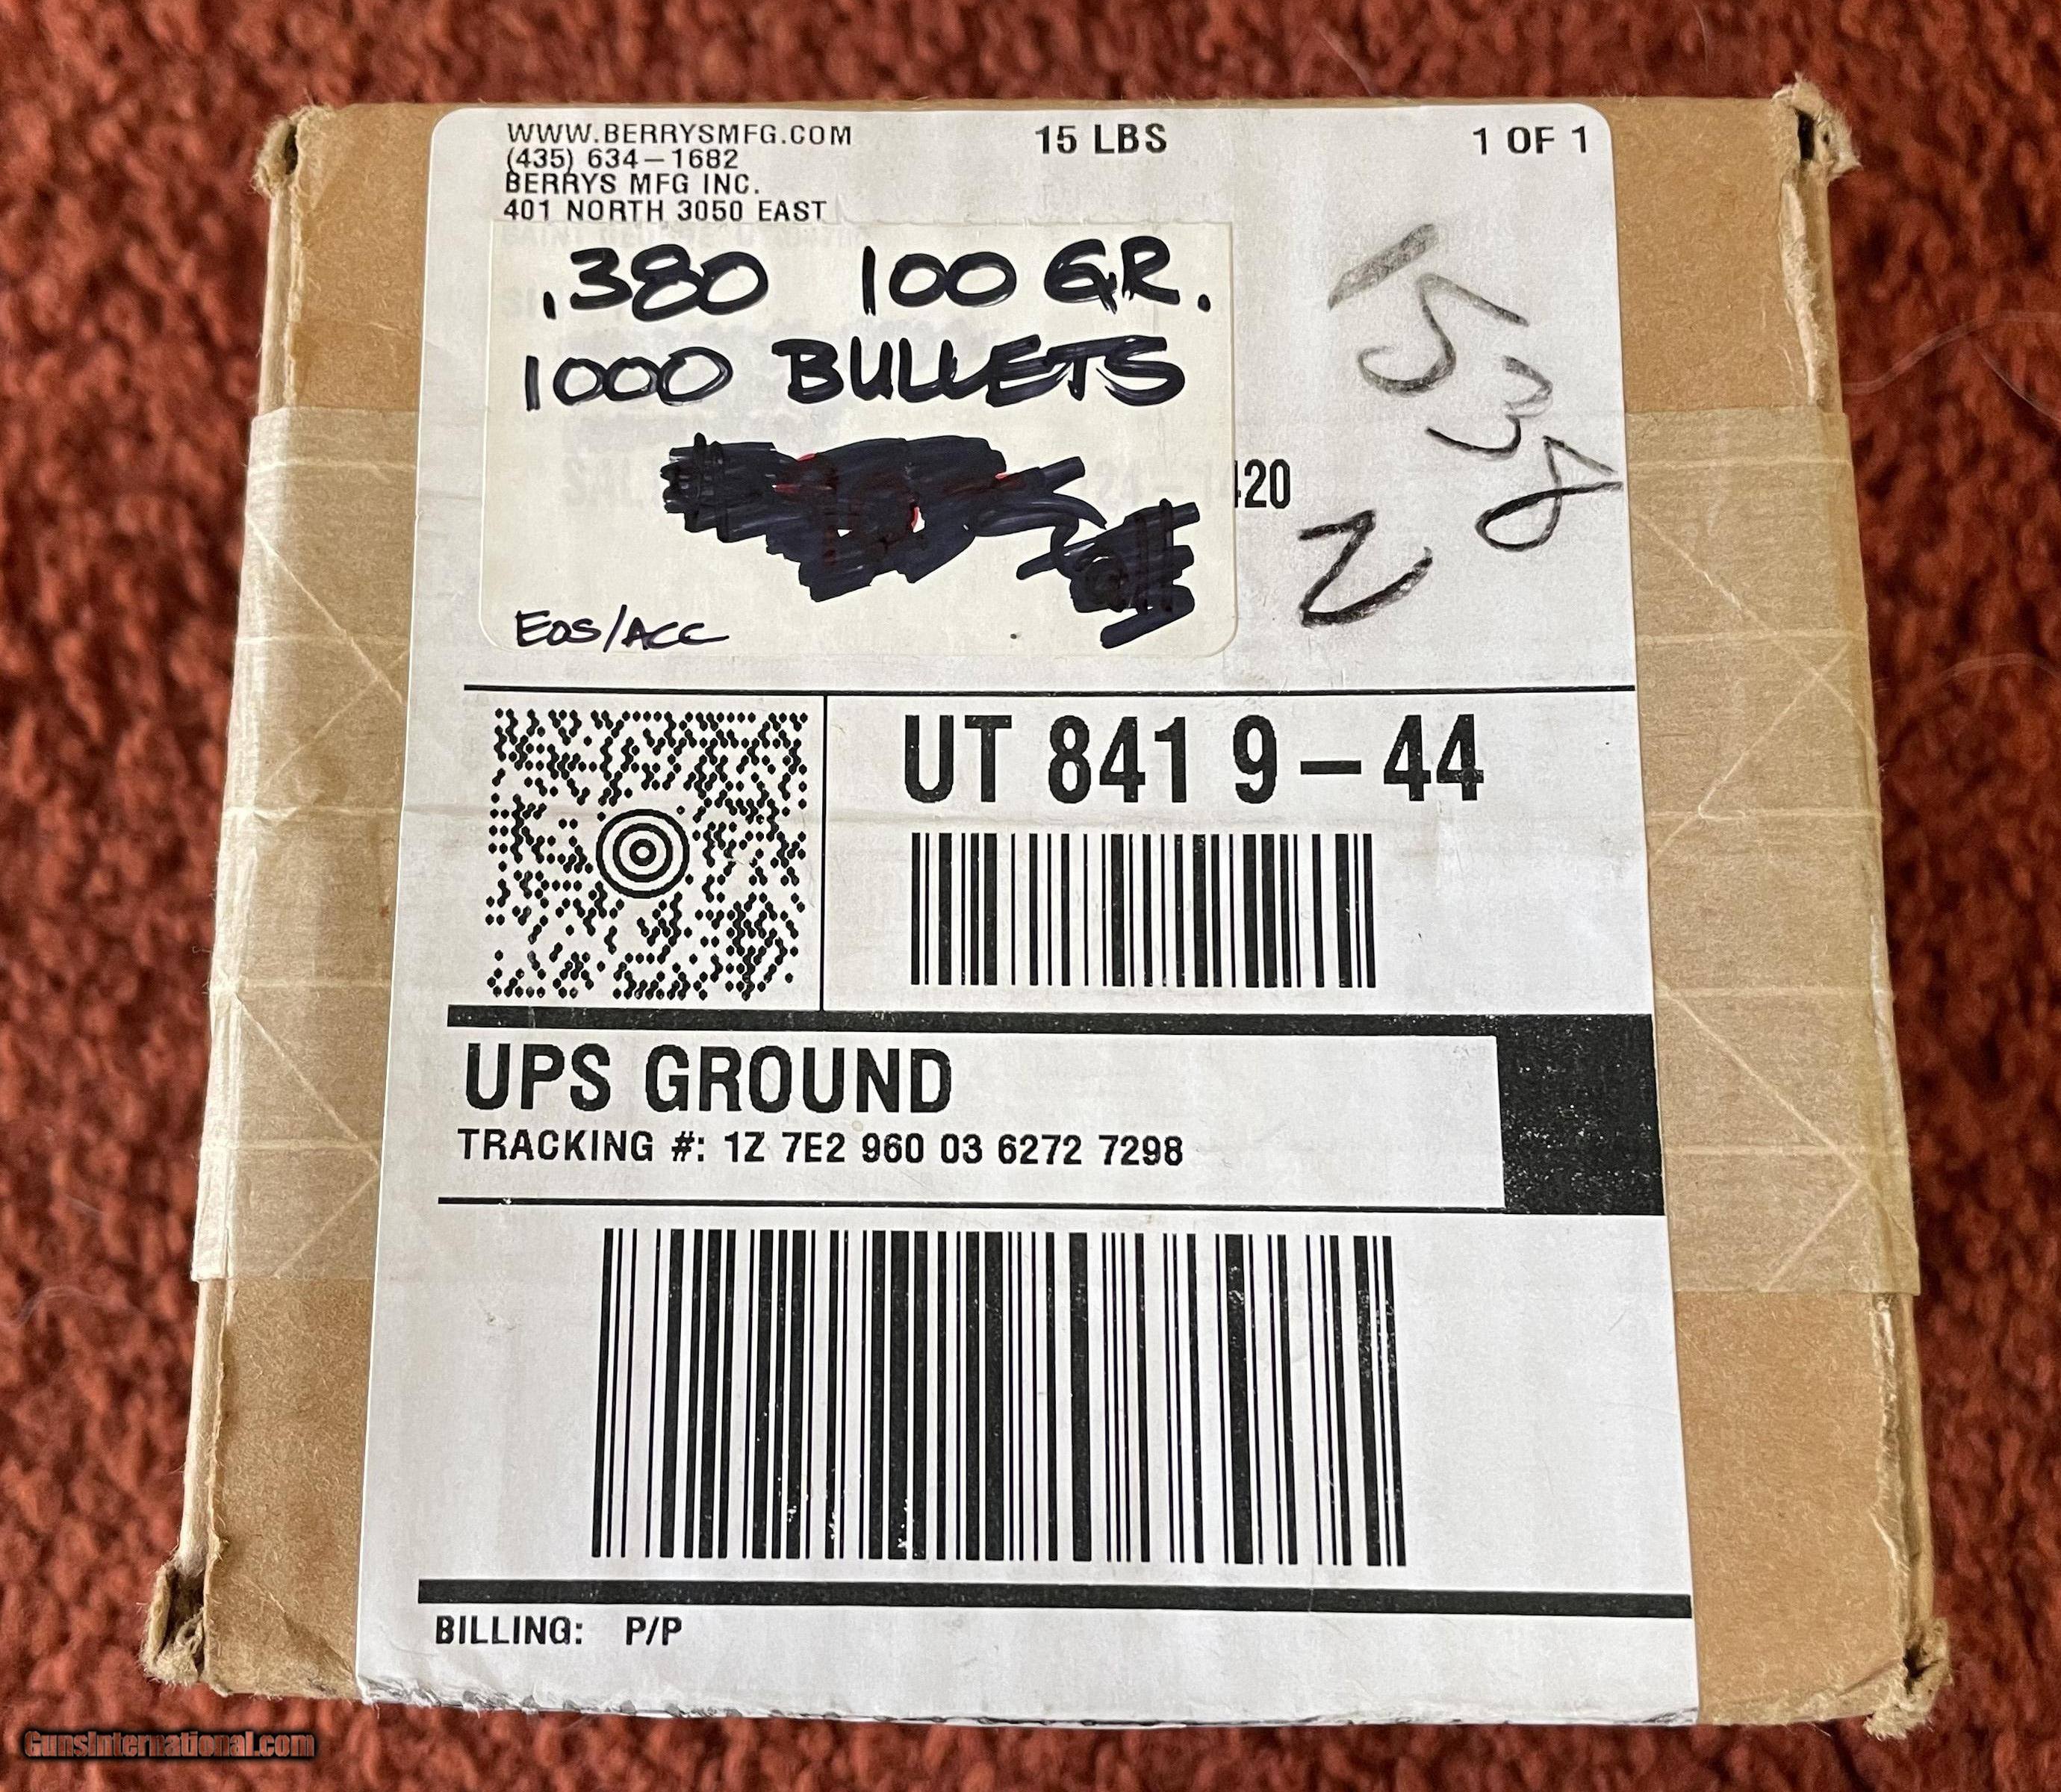 WWW.BERRYSMFG.COM 15 LBS 1 OF 1
(435) 634-1682
BERRYS MFG INC.
401 NORTH 3050 EAST
.380 100 GR.
1000 BULLETS
420
EOS/ACC
UT 841 9-44
UPS GROUND
TRACKING #: 1Z 7E2 960 03 6272 7298
BILLING: P/P
GunsInternational.com